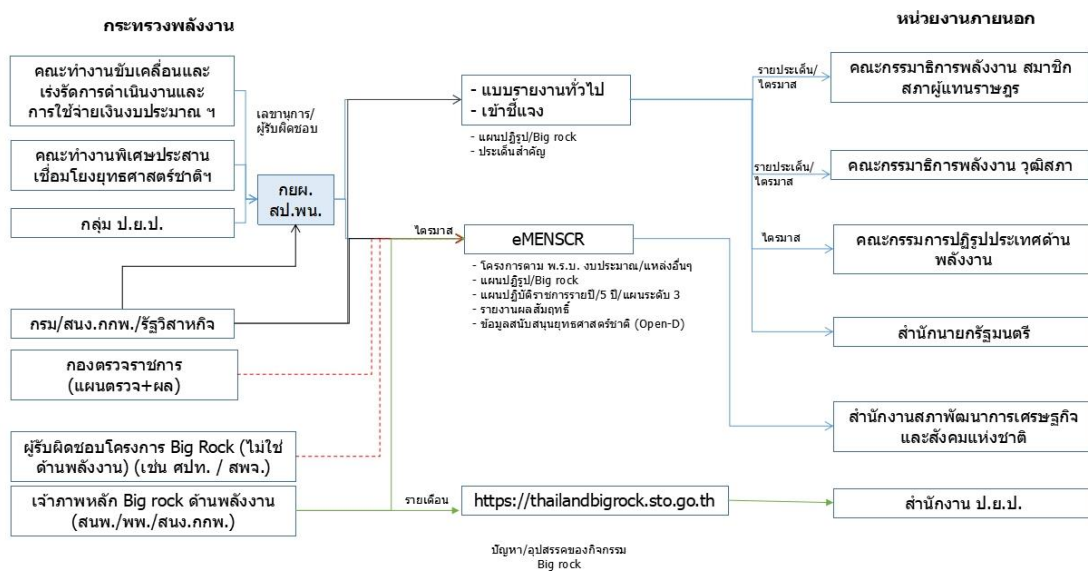 กระทรวงพลังงาน
หน่วยงานภายนอก
คณะทำงานขับเคลื่อนและ
เร่งรัดการดำเนินงานและ
การใช้จ่ายเงินงบประมาณ ฯ
คณะทำงานพิเศษประสาน
เชื่อมโยงยุทธศาสตร์ชาติฯ
กลุ่ม ป.ย.ป.
เลขานุการ/
ผู้รับผิดชอบ
กยผ.
สป.พน.
กรม/สนง.กกพ./รัฐวิสาหกิจ
กองตรวจราชการ
(แผนตรวจ+ผล)
ผู้รับผิดชอบโครงการ Big Rock (ไม่ใช่
ด้านพลังงาน) (เช่น ศปท. / สพจ.)
เจ้าภาพหลัก Big rock ด้านพลังงาน
(สนพ./พพ./สนง.กกพ.)
- แบบรายงานทั่วไป
- เข้าชี้แจง
- แผนปฏิรูป/Big rock
- ประเด็นสำคัญ
ไตรมาส
eMENSCR
- โครงการตาม พ.ร.บ. งบประมาณ/แหล่งอื่นๆ
- แผนปฏิรูป/Big rock
- แผนปฏิบัติราชการรายปี/5 ปี/แผนระดับ 3
- รายงานผลสัมฤทธิ์
- ข้อมูลสนับสนุนยุทธศาสตร์ชาติ (Open-D)
รายเดือน
https://thailandbigrock.sto.go.th
ปัญหา/อุปสรรคของกิจกรรม
Big rock
รายประเด็น/
ไตรมาส
คณะกรรมาธิการพลังงาน สมาชิก
สภาผู้แทนราษฎร
รายประเด็น/
ไตรมาส
คณะกรรมาธิการพลังงาน วุฒิสภา
ไตรมาส
คณะกรรมการปฏิรูปประเทศด้าน
พลังงาน
สำนักนายกรัฐมนตรี
สำนักงานสภาพัฒนาการเศรษฐกิจ
และสังคมแห่งชาติ
สำนักงาน ป.ย.ป.